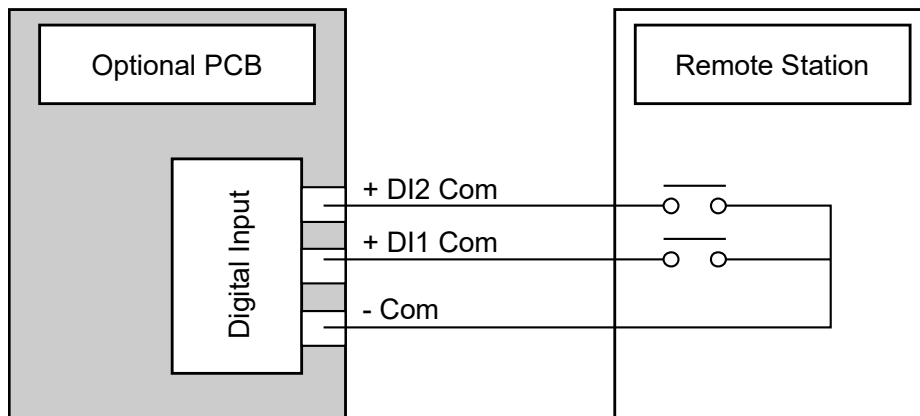 Optional PCB
Remote Station
Digital Input
+ DI2 Com
+ DI1 Com
- Com